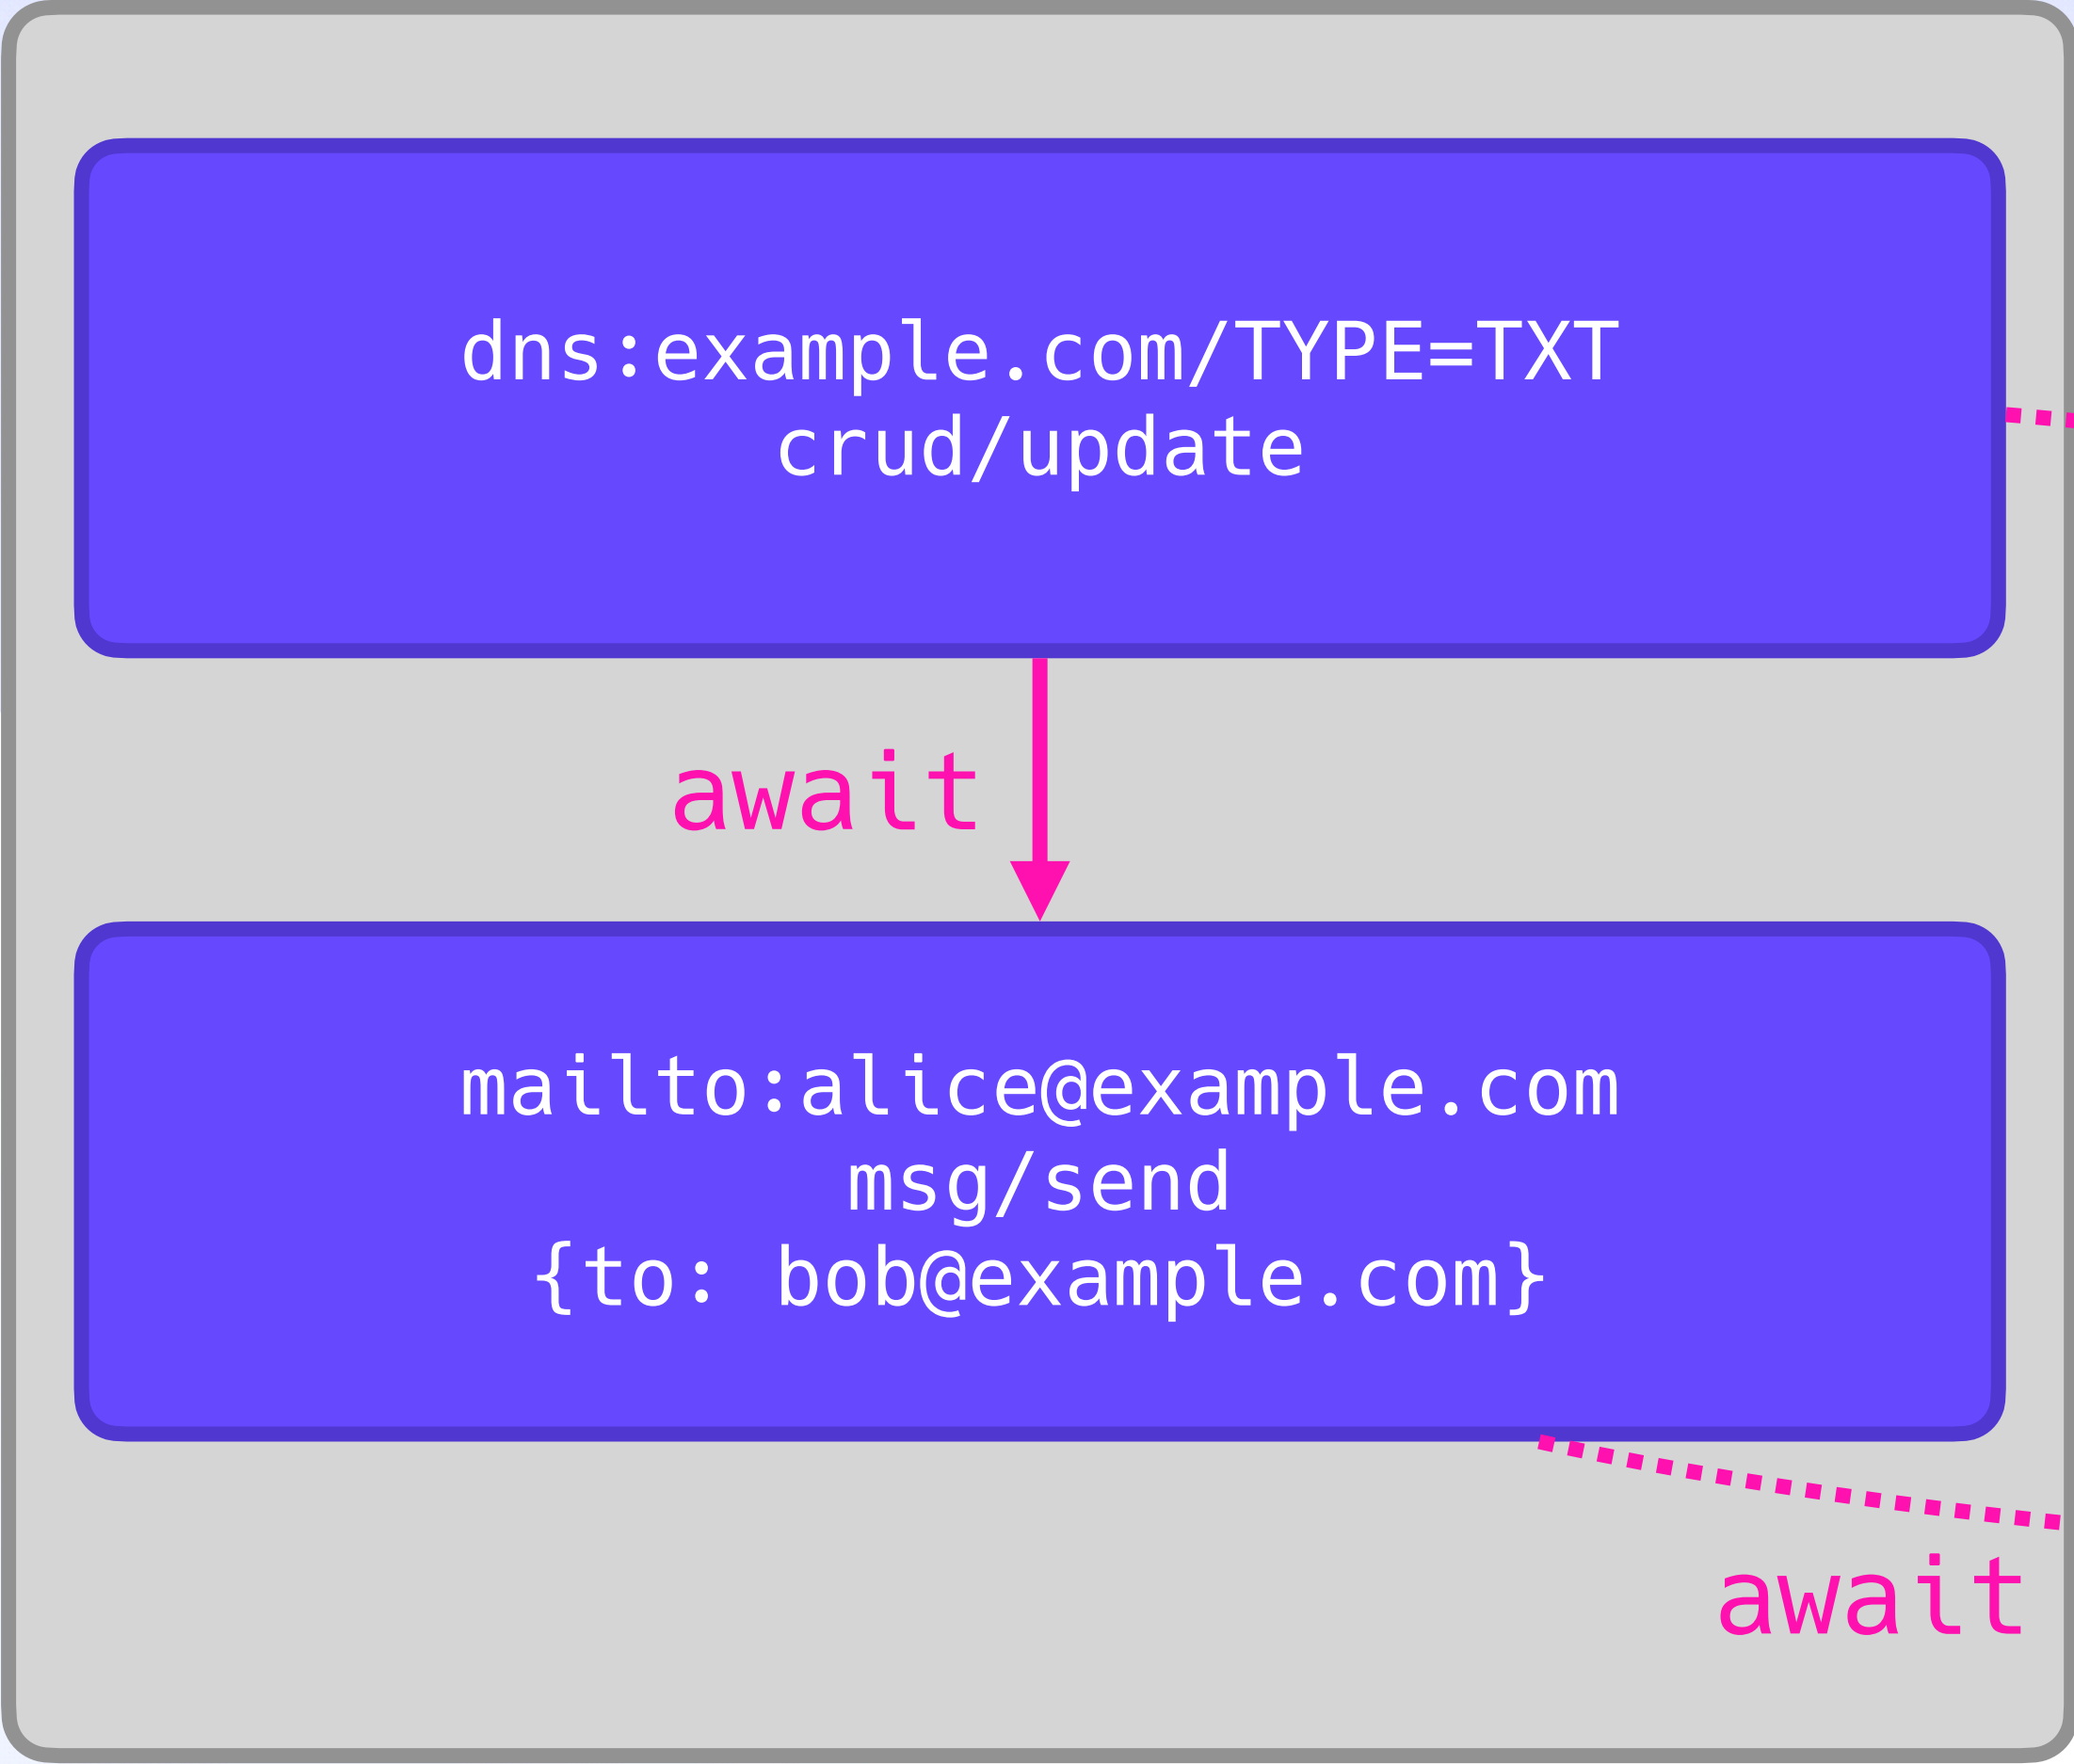 dns:example.com/TYPE=TXT
crud/update
await
mailto:alice@example.com
msg/send
{to: bob@example.com}
await